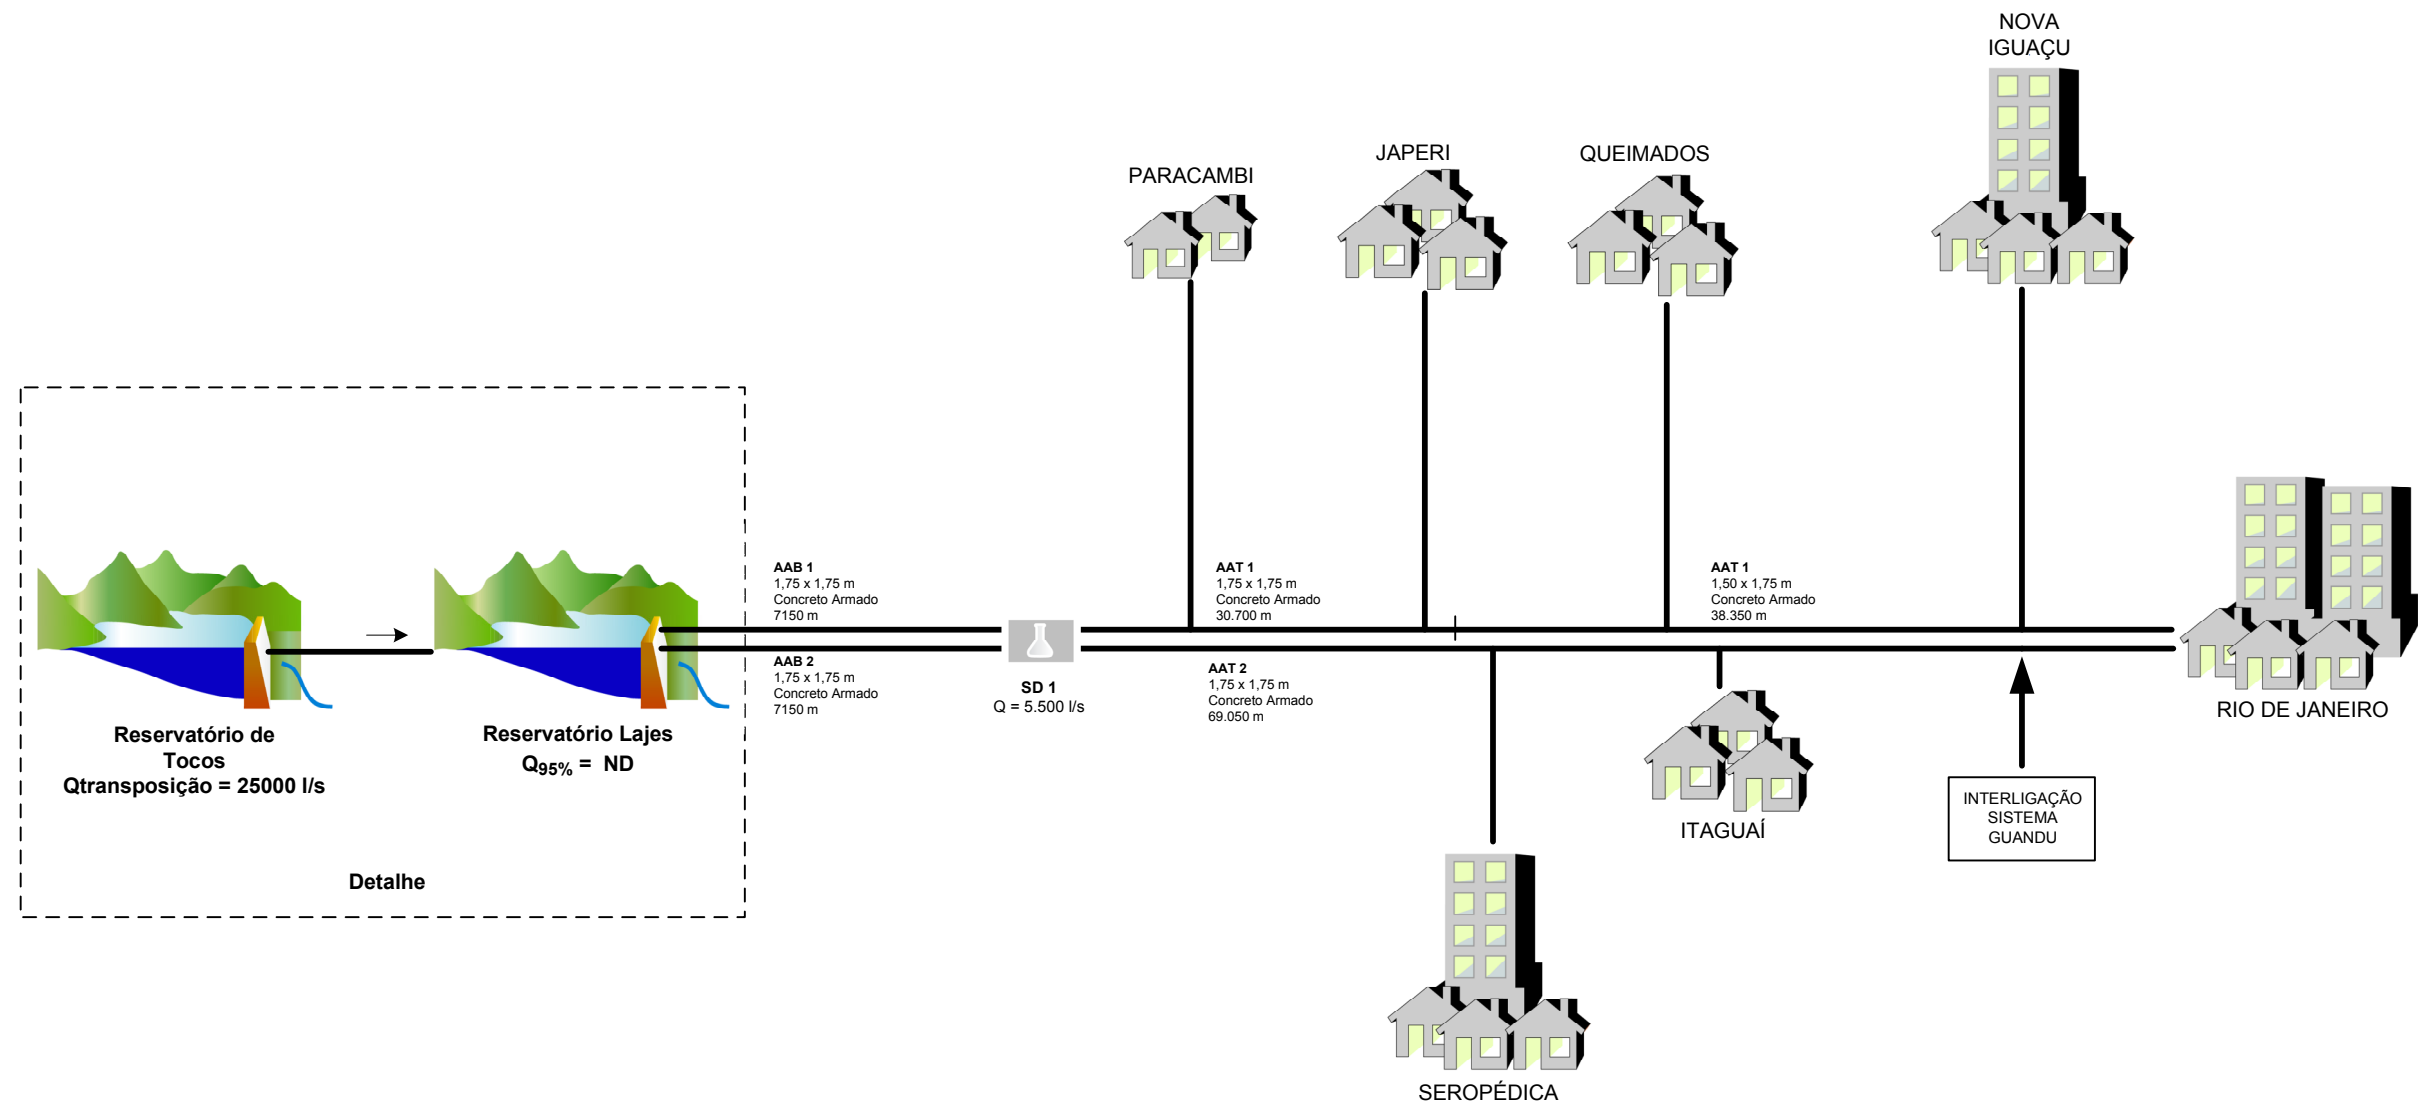 NOVA
IGUAÇU
JAPERI
QUEIMADOS
PARACAMBI
AAB 1
1,75 x 1,75 m
Concreto Armado
7150 m
AAT 1
1,75 x 1,75 m
Concreto Armado
30.700 m
AAT 1
1,50 x 1,75 m
Concreto Armado
38.350 m
AAB 2
1,75 x 1,75 m
Concreto Armado
7150 m
SD 1
Q = 5.500 l/s
AAT 2
1,75 x 1,75 m
Concreto Armado
69.050 m
RIO DE JANEIRO
Reservatório de
Tocos
Qtransposição = 25000 l/s
Reservatório Lajes
Q95% = ND
INTERLIGAÇÃO
SISTEMA
GUANDU
ITAGUAÍ
Detalhe
SEROPÉDICA